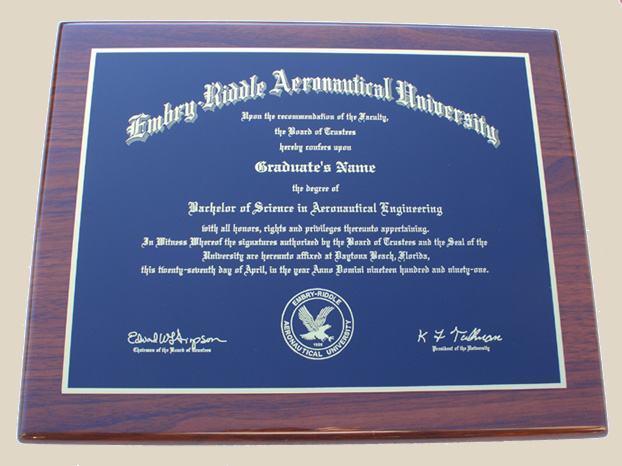 Embry-Riddle Aeronautical University
Upon the recommendation of the Faculty,
the Board of Trustees
hereby confers upon
Graduate's Name
the degree of
Bachelor of Science in Aeronautical Engineering
with all honors, rights and privileges thereunto appertaining.
In Witness Whereof the signatures authorized by the Board of Trustees and the Seal of the
University are hereunto affixed at Daytona Beach, Florida,
this twenty-seventh day of April, in the year Anno Domini nineteen hundred and ninety-one.
EMBRY-RIDDLE
AERONAUTICAL UNIVERSITY
Chairman of the Board of Trustees
President of the University